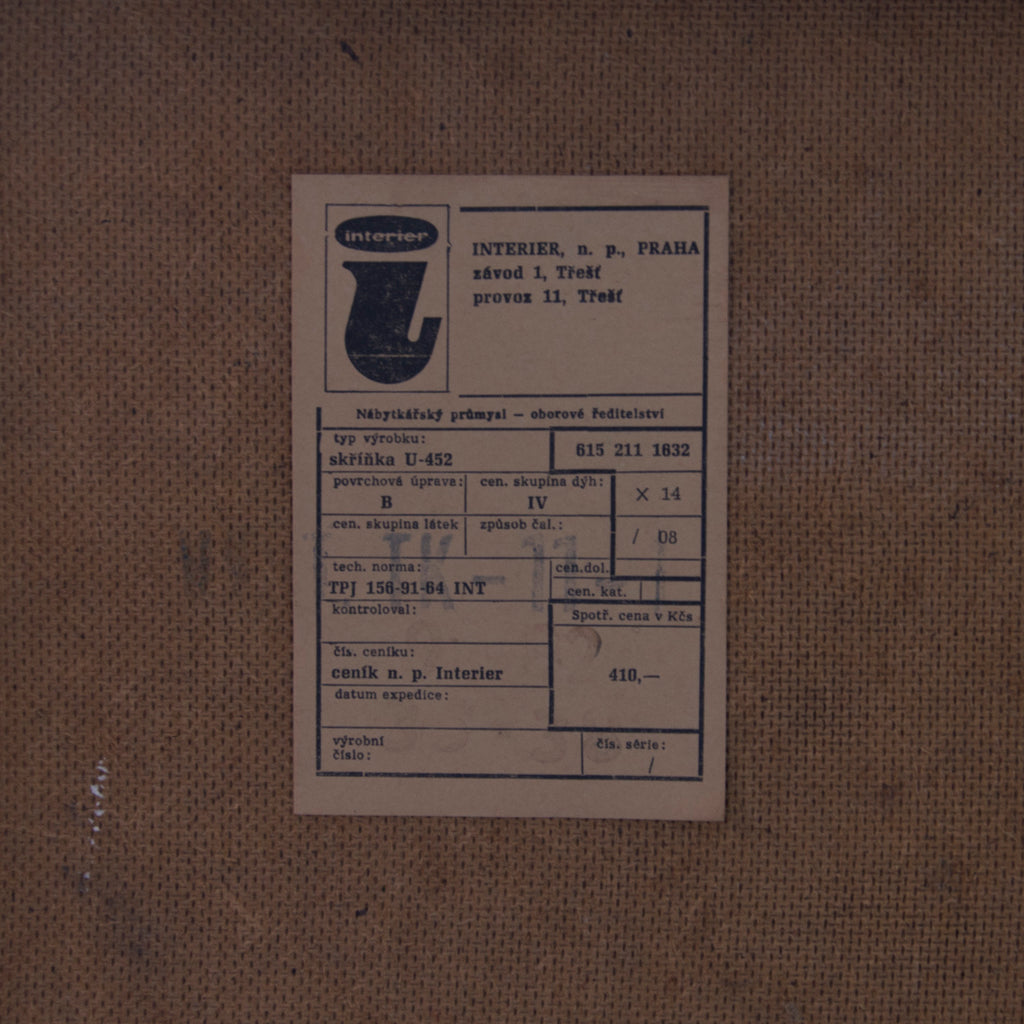 interier
INTERIER, n. p., PRAHA
závod 1, Třešť
provoz 11, Třešť
Nábytkářský průmysl — oborové ředitelství
typ výrobku:
skříňka U-452
615 211 1632
povrchová úprava:
B
cen. skupina dýh:
IV
X 14
cen. skupina látek
způsob čal.:
/ 08
tech. norma:
TPJ 156-91-64 INT
cen.dol.
cen. kat.
kontroloval:
Spotř. cena v Kčs
410,—
čís. ceníku:
ceník n. p. Interier
datum expedice:
výrobní
číslo:
čís. série:
/